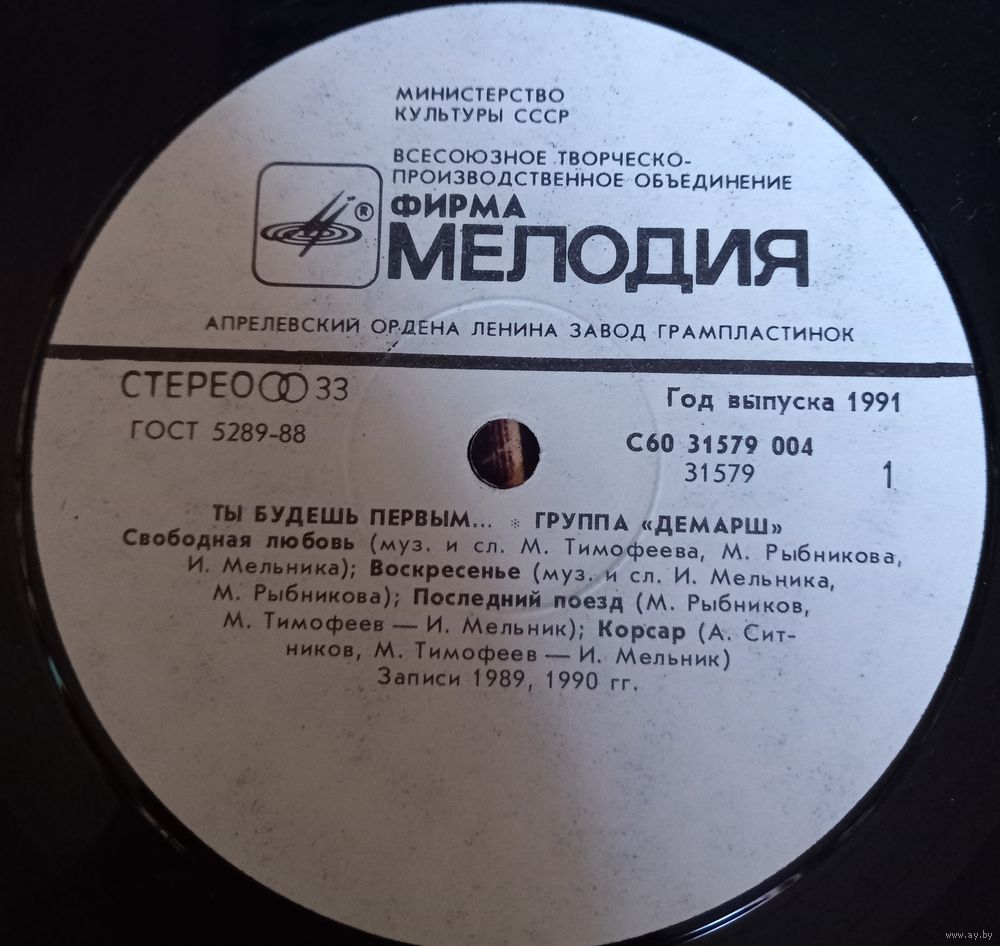 МИНИСТЕРСТВО
КУЛЬТУРЫ СССР
ВСЕСОЮЗНОЕ ТВОРЧЕСКО-
ПРОИЗВОДСТВЕННОЕ ОБЪЕДИНЕНИЕ
®
ФИРМА
МЕЛОДИЯ
АПРЕЛЕВСКИЙ ОРДЕНА ЛЕНИНА ЗАВОД ГРАМПЛАСТИНОК
СТЕРЕО 33
Год выпуска 1991
ГОСТ 5289-88
С60 31579 004
31579
1
ТЫ БУДЕШЬ ПЕРВЫМ... * ГРУППА «ДЕМАРШ»
Свободная любовь (муз. и сл. М. Тимофеева, М. Рыбникова,
И. Мельника); Воскресенье (муз. и сл. И. Мельника,
М. Рыбникова); Последний поезд (М. Рыбников,
М. Тимофеев — И. Мельник); Корсар (А. Сит-
ников, М. Тимофеев — И. Мельник)
Записи 1989, 1990 гг.
www.ay.by